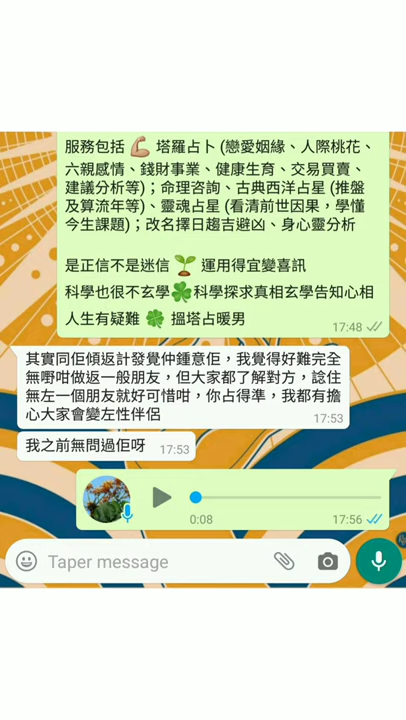 服務包括 💪 塔羅占卜 (戀愛姻緣、人際桃花、
六親感情、錢財事業、健康生育、交易買賣、
建議分析等)；命理咨詢、古典西洋占星 (推盤
及算流年等)、靈魂占星 (看清前世因果，學懂
今生課題)；改名擇日趨吉避凶、身心靈分析
是正信不是迷信 🌱 運用得宜變喜訊
科學也很不玄學🍀科學探求真相玄學告知心相
人生有疑難 🍀 搵塔占暖男
17:48
其實同佢傾返計發覺仲鍾意佢，我覺得好難完全
無嘢咁做返一般朋友，但大家都了解對方，諗住
無左一個朋友就好可惜咁，你占得準，我都有擔
心大家會變左性伴侶
17:53
我之前無問過佢呀 17:53
0:08 17:56
Taper message